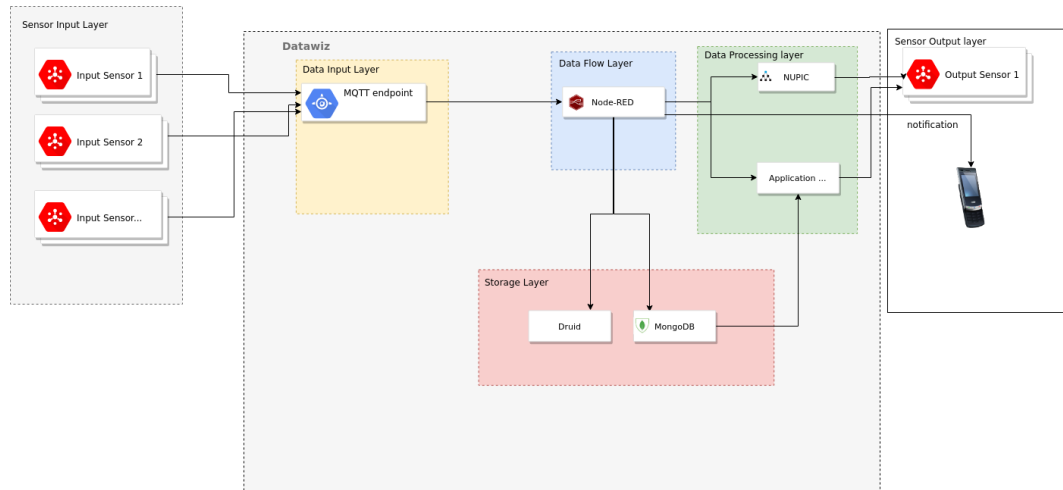 Sensor Input Layer
Input Sensor 1
Input Sensor 2
Input Sensor...
Datawiz
Data Input Layer
MQTT endpoint
Data Flow Layer
Node-RED
Data Processing layer
NUPIC
Application ...
Storage Layer
Druid
MongoDB
Sensor Output layer
Output Sensor 1
notification